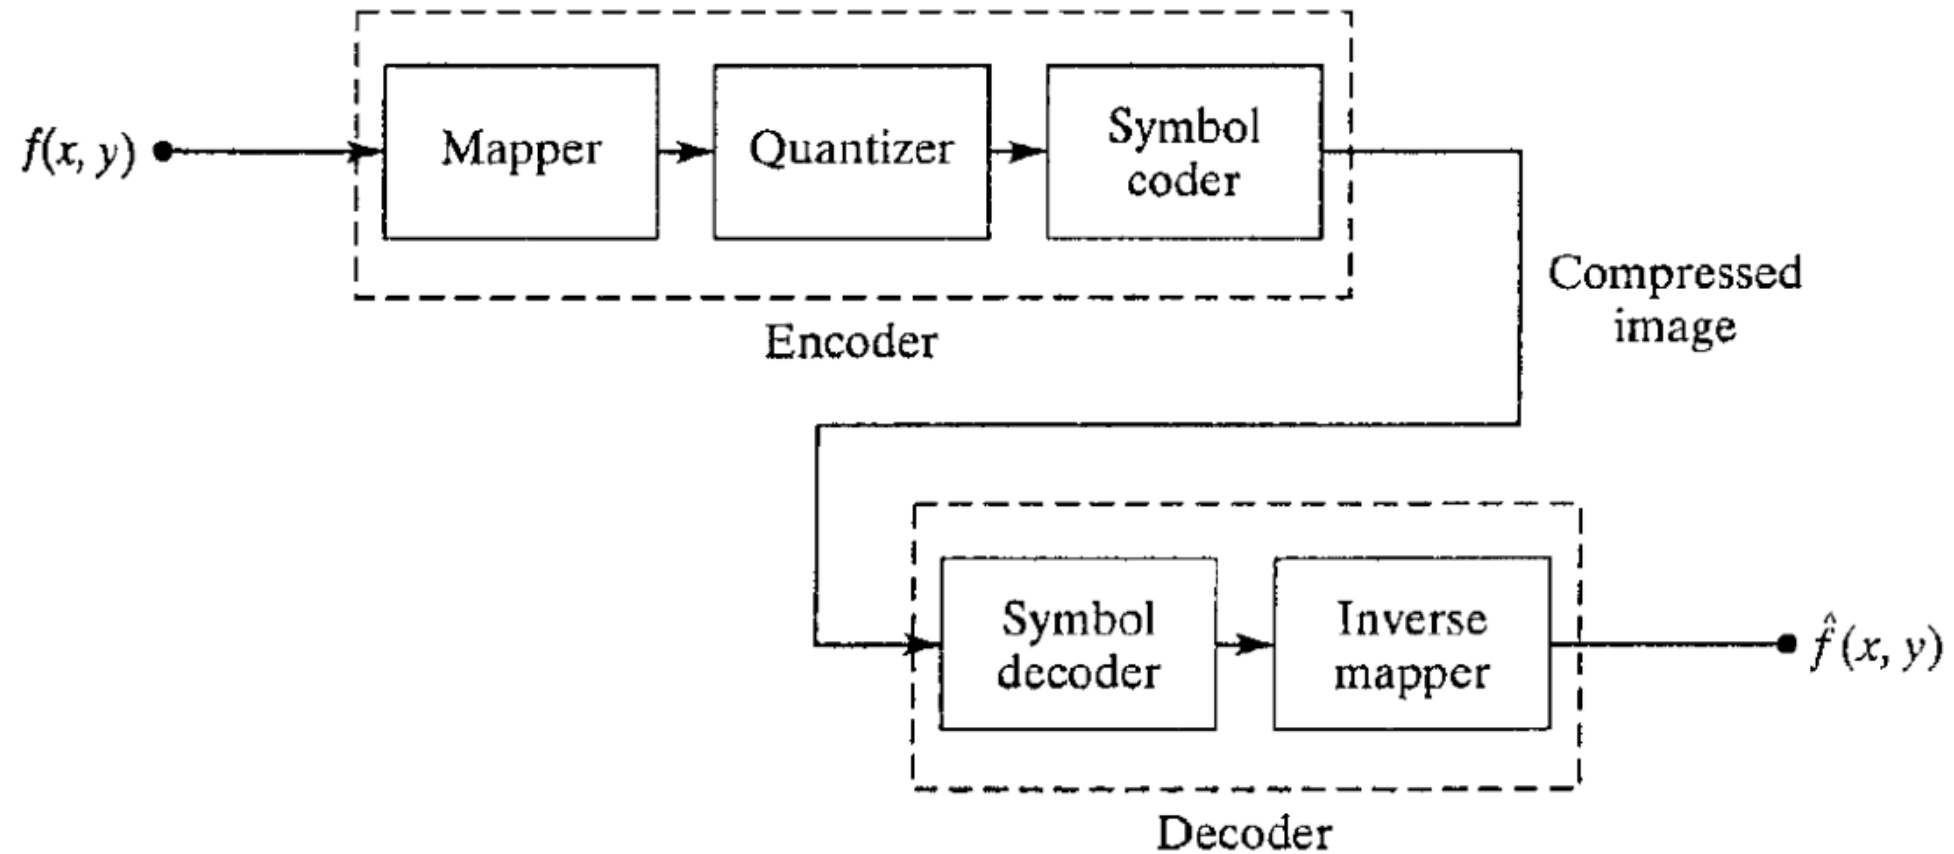 f(x, y)
Mapper
Quantizer
Symbol
coder
Encoder
Compressed
image
Symbol
decoder
Inverse
mapper
f̂(x, y)
Decoder